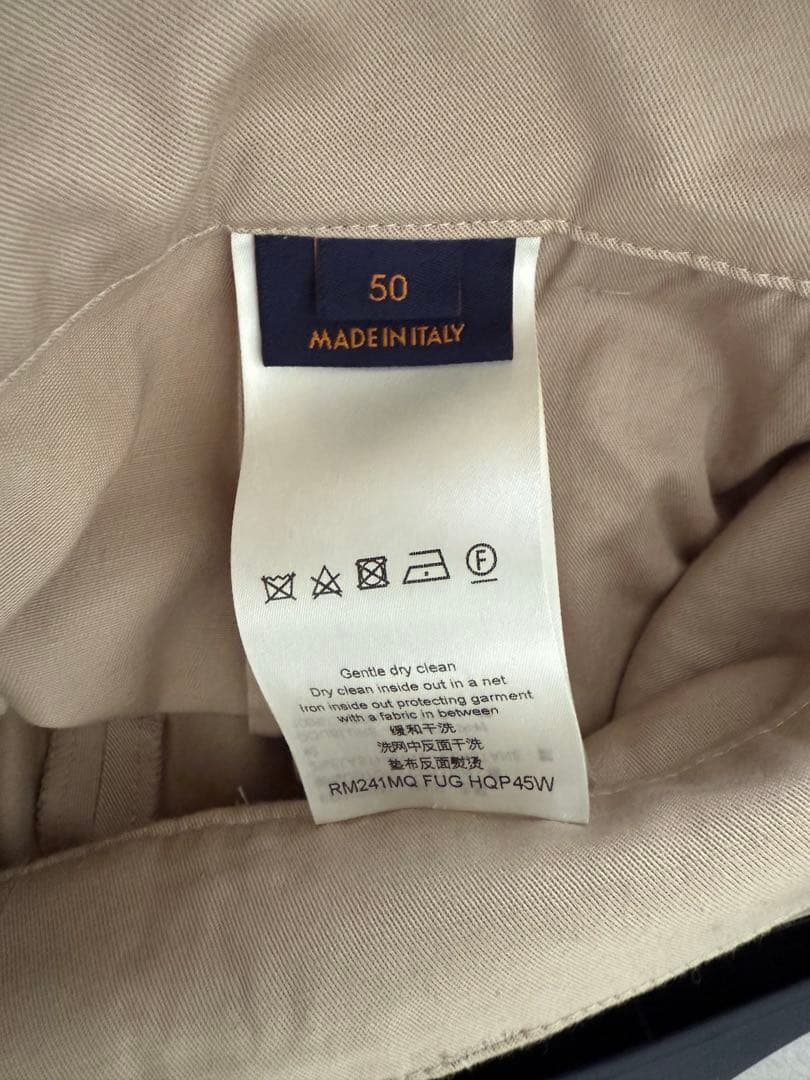 50
MADE IN ITALY
F
Gentle dry clean
Dry clean inside out in a net
Iron inside out protecting garment
with a fabric in between
缓和干洗
洗网中反面干洗
垫布反面熨烫
RM241MQ FUG HQP45W